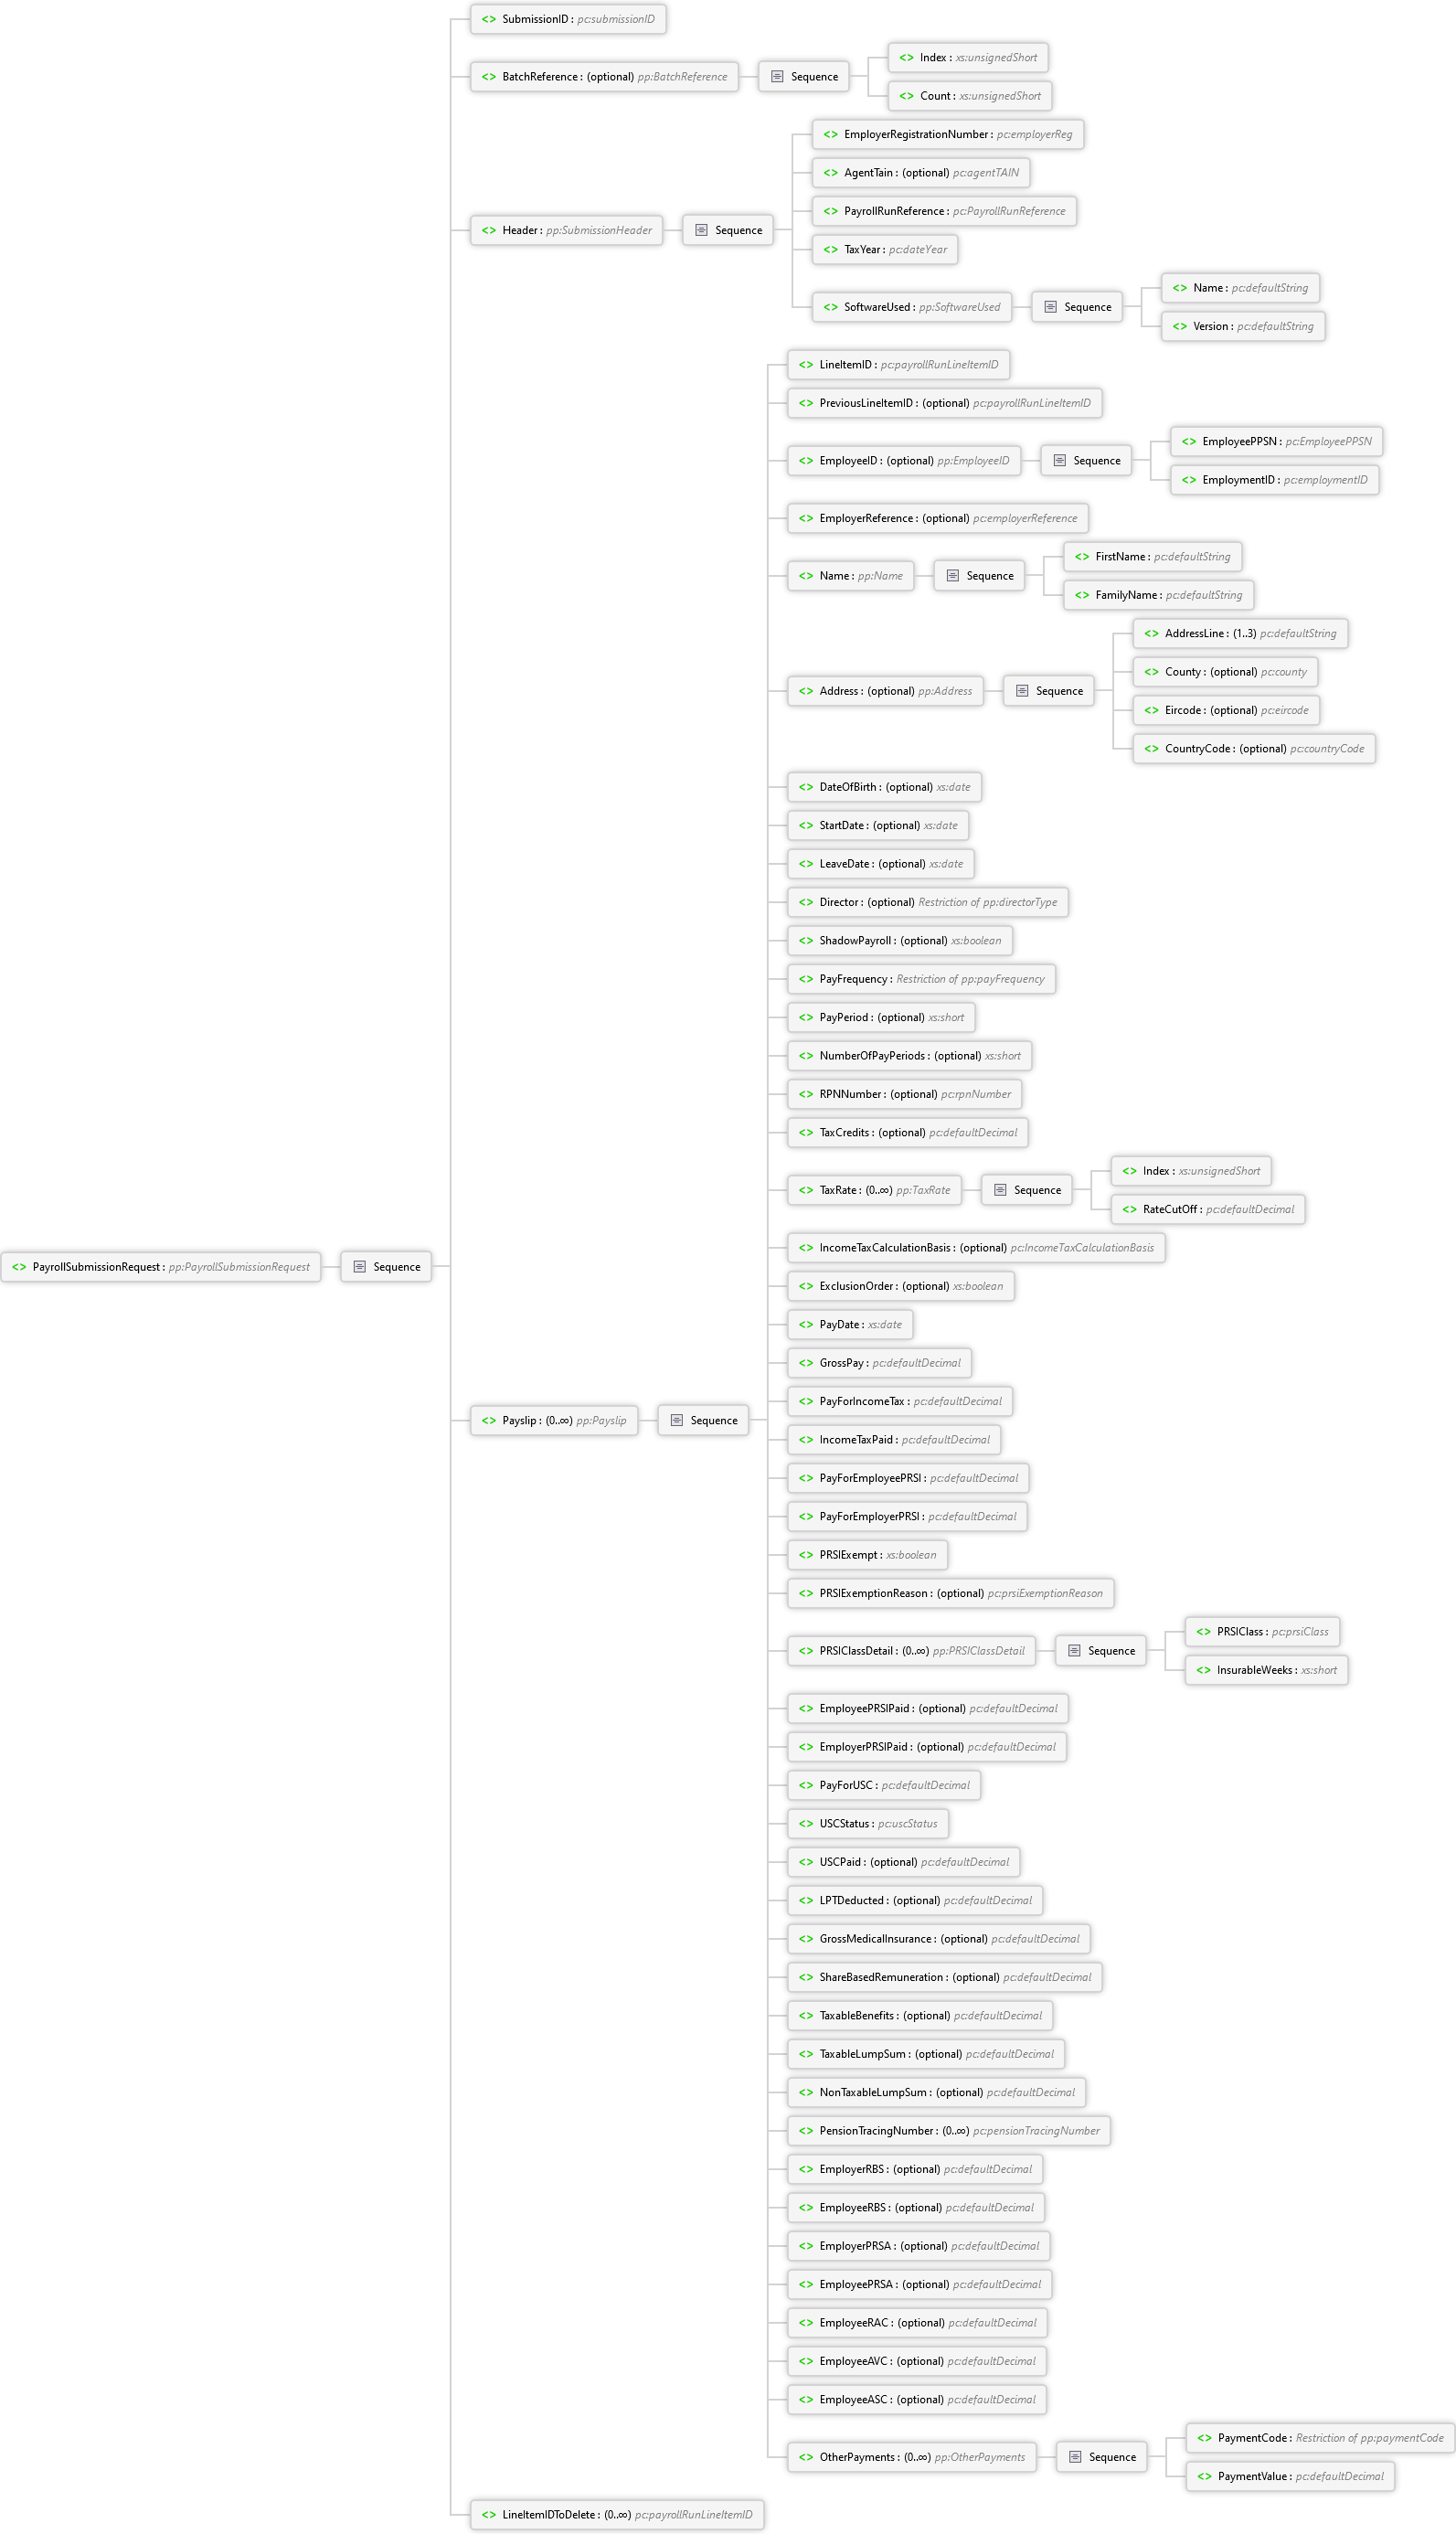 <> SubmissionID : pc:submissionID
<> BatchReference : (optional) pp:BatchReference
Sequence
<> Index : xs:unsignedShort
<> Count : xs:unsignedShort
<> Header : pp:SubmissionHeader
Sequence
<> EmployerRegistrationNumber : pc:employerReg
<> AgentTain : (optional) pc:agentTAIN
<> PayrollRunReference : pc:PayrollRunReference
<> TaxYear : pc:dateYear
<> SoftwareUsed : pp:SoftwareUsed
Sequence
<> Name : pc:defaultString
<> Version : pc:defaultString
<> LineItemID : pc:payrollRunLineItemID
<> PreviousLineItemID : (optional) pc:payrollRunLineItemID
<> EmployeeID : (optional) pp:EmployeeID
Sequence
<> EmployeePPSN : pc:EmployeePPSN
<> EmploymentID : pc:employmentID
<> EmployerReference : (optional) pc:employerReference
<> Name : pp:Name
Sequence
<> FirstName : pc:defaultString
<> FamilyName : pc:defaultString
<> Address : (optional) pp:Address
Sequence
<> AddressLine : (1..3) pc:defaultString
<> County : (optional) pc:county
<> Eircode : (optional) pc:eircode
<> CountryCode : (optional) pc:countryCode
<> DateOfBirth : (optional) xs:date
<> StartDate : (optional) xs:date
<> LeaveDate : (optional) xs:date
<> Director : (optional) Restriction of pp:directorType
<> ShadowPayroll : (optional) xs:boolean
<> PayFrequency : Restriction of pp:payFrequency
<> PayPeriod : (optional) xs:short
<> NumberOfPayPeriods : (optional) xs:short
<> RPNNumber : (optional) pc:rpnNumber
<> TaxCredits : (optional) pc:defaultDecimal
<> TaxRate : (0..∞) pp:TaxRate
Sequence
<> Index : xs:unsignedShort
<> RateCutOff : pc:defaultDecimal
<> IncomeTaxCalculationBasis : (optional) pc:IncomeTaxCalculationBasis
<> PayrollSubmissionRequest : pp:PayrollSubmissionRequest
Sequence
<> ExclusionOrder : (optional) xs:boolean
<> PayDate : xs:date
<> GrossPay : pc:defaultDecimal
<> PayForIncomeTax : pc:defaultDecimal
<> Payslip : (0..∞) pp:Payslip
Sequence
<> IncomeTaxPaid : pc:defaultDecimal
<> PayForEmployeePRSI : pc:defaultDecimal
<> PayForEmployerPRSI : pc:defaultDecimal
<> PRSIExempt : xs:boolean
<> PRSIExemptionReason : (optional) pc:prsiExemptionReason
<> PRSIClassDetail : (0..∞) pp:PRSIClassDetail
Sequence
<> PRSIClass : pc:prsiClass
<> InsurableWeeks : xs:short
<> EmployeePRSIPaid : (optional) pc:defaultDecimal
<> EmployerPRSIPaid : (optional) pc:defaultDecimal
<> PayForUSC : pc:defaultDecimal
<> USCStatus : pc:uscStatus
<> USCPaid : (optional) pc:defaultDecimal
<> LPTDeducted : (optional) pc:defaultDecimal
<> GrossMedicalInsurance : (optional) pc:defaultDecimal
<> ShareBasedRemuneration : (optional) pc:defaultDecimal
<> TaxableBenefits : (optional) pc:defaultDecimal
<> TaxableLumpSum : (optional) pc:defaultDecimal
<> NonTaxableLumpSum : (optional) pc:defaultDecimal
<> PensionTracingNumber : (0..∞) pc:pensionTracingNumber
<> EmployerRBS : (optional) pc:defaultDecimal
<> EmployeeRBS : (optional) pc:defaultDecimal
<> EmployerPRSA : (optional) pc:defaultDecimal
<> EmployeePRSA : (optional) pc:defaultDecimal
<> EmployeeRAC : (optional) pc:defaultDecimal
<> EmployeeAVC : (optional) pc:defaultDecimal
<> EmployeeASC : (optional) pc:defaultDecimal
<> OtherPayments : (0..∞) pp:OtherPayments
Sequence
<> PaymentCode : Restriction of pp:paymentCode
<> PaymentValue : pc:defaultDecimal
<> LineItemIDToDelete : (0..∞) pc:payrollRunLineItemID